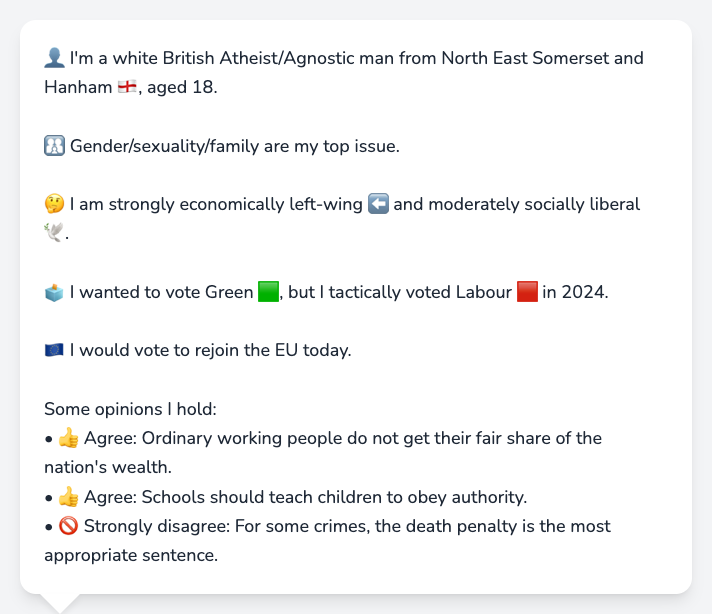 👤 I'm a white British Atheist/Agnostic man from North East Somerset and
Hanham 🏴󠁧󠁢󠁥󠁮󠁧󠁿, aged 18.
🚻 Gender/sexuality/family are my top issue.
🤔 I am strongly economically left-wing ⬅️ and moderately socially liberal
🕊️.
🗳️ I wanted to vote Green 🟩, but I tactically voted Labour 🟥 in 2024.
🇪🇺 I would vote to rejoin the EU today.
Some opinions I hold:
• 👍 Agree: Ordinary working people do not get their fair share of the
nation's wealth.
• 👍 Agree: Schools should teach children to obey authority.
• 🚫 Strongly disagree: For some crimes, the death penalty is the most
appropriate sentence.